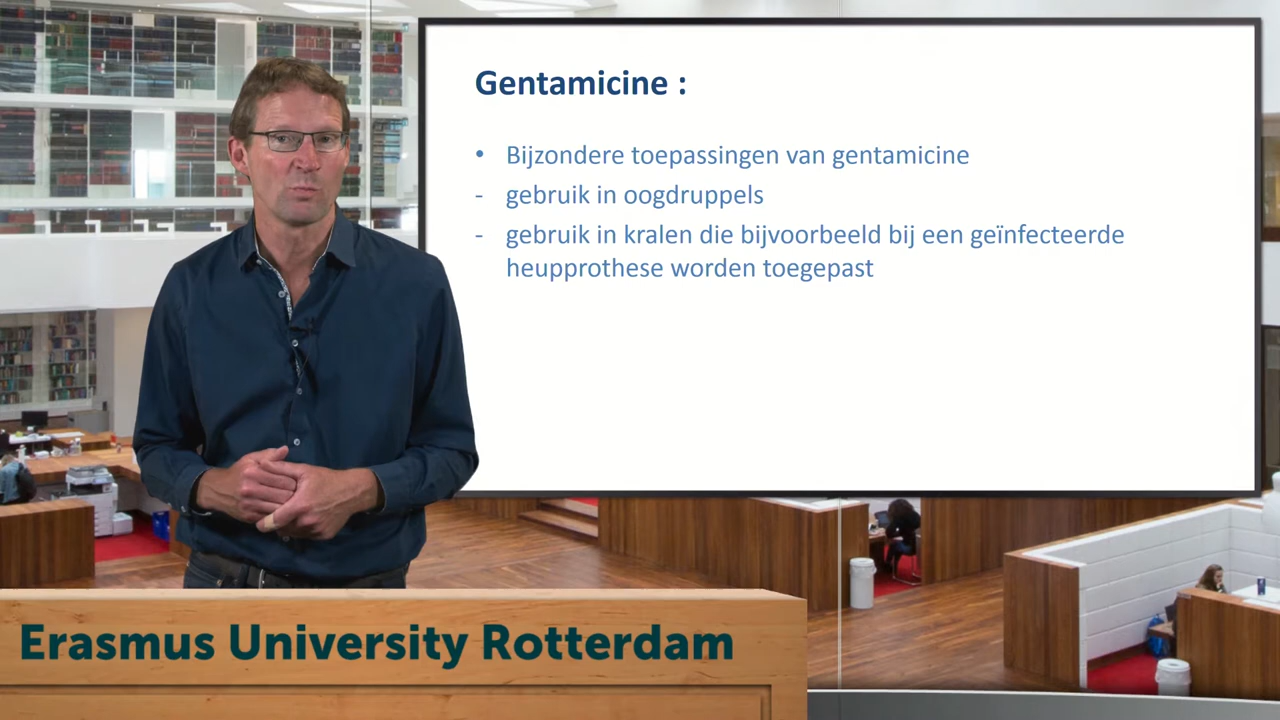 Gentamicine :
• Bijzondere toepassingen van gentamicine
- gebruik in oogdruppels
- gebruik in kralen die bijvoorbeeld bij een geïnfecteerde
heupprothese worden toegepast
Erasmus University Rotterdam